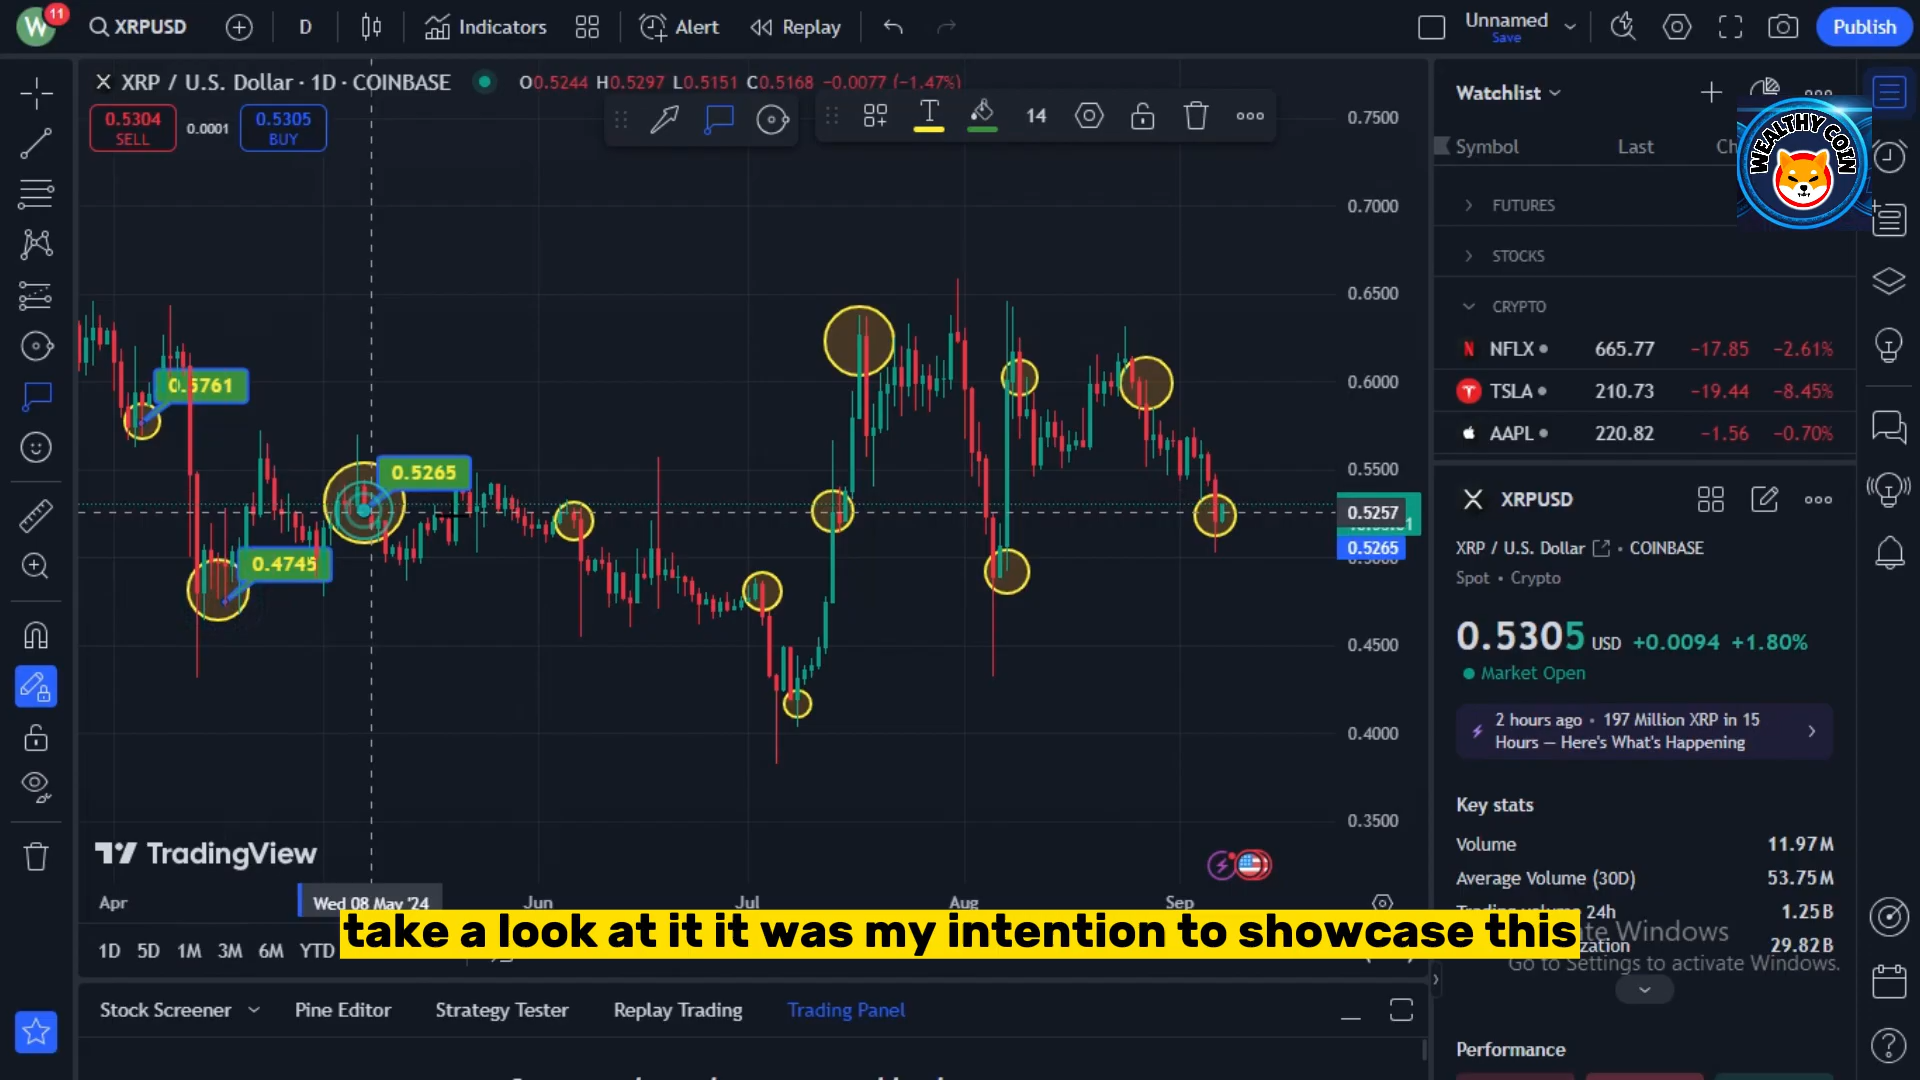 W
11
XRPUSD
D
Indicators
Alert
Replay
Unnamed
Save
Publish
XRP / U.S. Dollar · 1D · COINBASE
O0.5244 H0.5297 L0.5151 C0.5168 −0.0077 (−1.47%)
0.5304
SELL
0.0001
0.5305
BUY
T
14
0.7500
0.7000
0.6500
0.6000
0.5500
0.5257
0.5265
0.4500
0.4000
0.3500
0.5761
0.5265
0.4745
TradingView
Apr
Wed 08 May '24
Jun
Jul
Aug
Sep
take a look at it it was my intention to showcase this
1D 5D 1M 3M 6M YTD
Stock Screener
Pine Editor
Strategy Tester
Replay Trading
Trading Panel
Watchlist
WEALTHY COIN
Symbol
Last
FUTURES
STOCKS
CRYPTO
NFLX 665.77 −17.85 −2.61%
TSLA 210.73 −19.44 −8.45%
AAPL 220.82 −1.56 −0.70%
XRPUSD
XRP / U.S. Dollar • COINBASE
Spot • Crypto
0.5305 USD +0.0094 +1.80%
Market Open
2 hours ago • 197 Million XRP in 15
Hours — Here's What's Happening
Key stats
Volume 11.97M
Average Volume (30D) 53.75M
24h 1.25B
29.82B
Windows
Go to Settings to activate Windows.
Performance